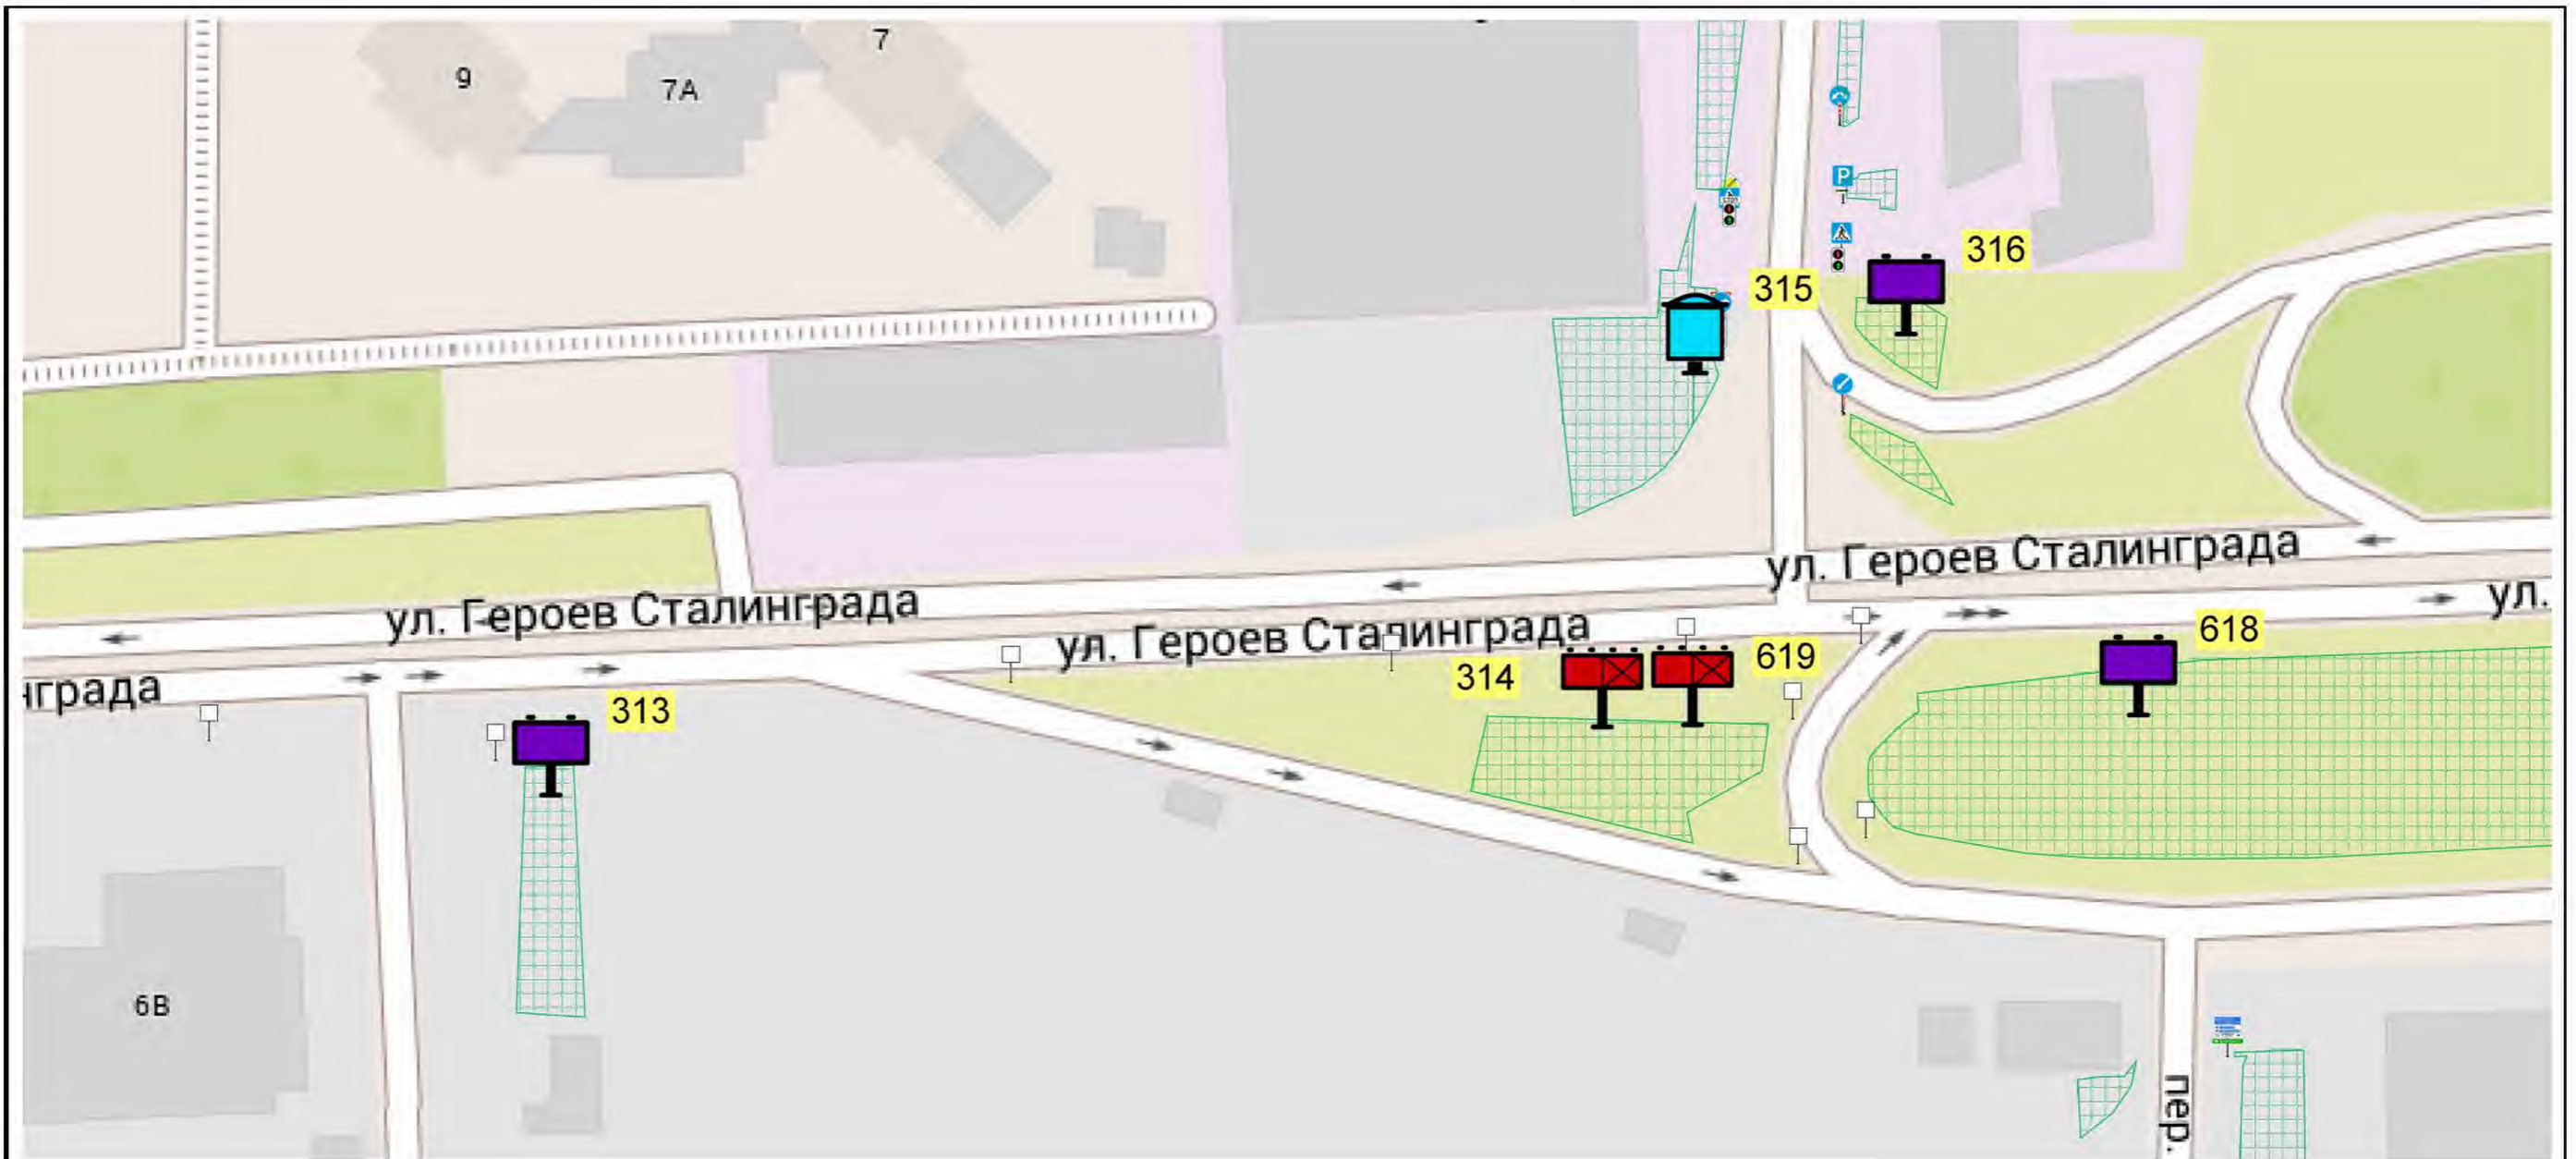 7
9
7А
P
316
315
ул. Героев Сталинграда
ул.
ул. Героев Сталинграда
ул. Героев Сталинграда
618
619
314
нграда
313
6В
пер.